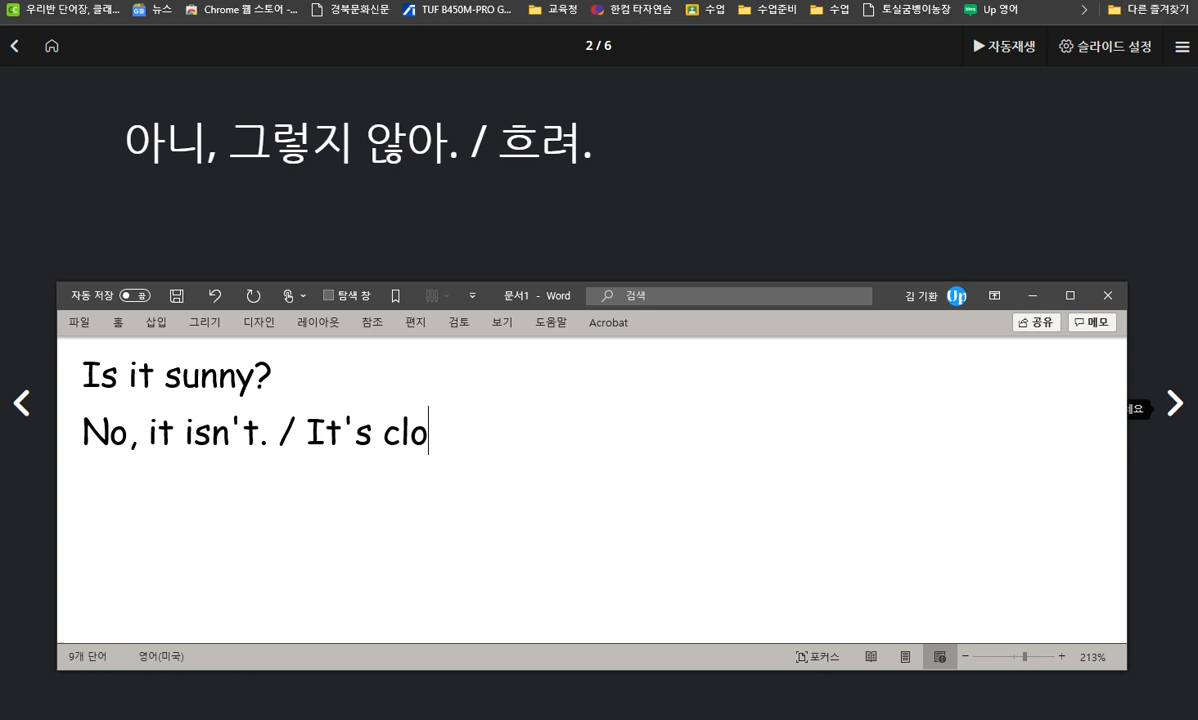 우리반 단어장, 클래... 뉴스 Chrome 웹 스토어 -... 경북문화신문 TUF B450M-PRO G... 교육청 한컴 타자연습 수업 수업준비 수업 토실굼벵이농장 Up 영어 다른 즐겨찾기
2 / 6 자동재생 슬라이드 설정
아니, 그렇지 않아. / 흐려.
자동 저장 끔 탐색 창 문서1 - Word 검색 김 기환 Up
파일 홈 삽입 그리기 디자인 레이아웃 참조 편지 검토 보기 도움말 Acrobat 공유 메모
Is it sunny?
No, it isn't. / It's clo
9개 단어 영어(미국) 포커스 213%